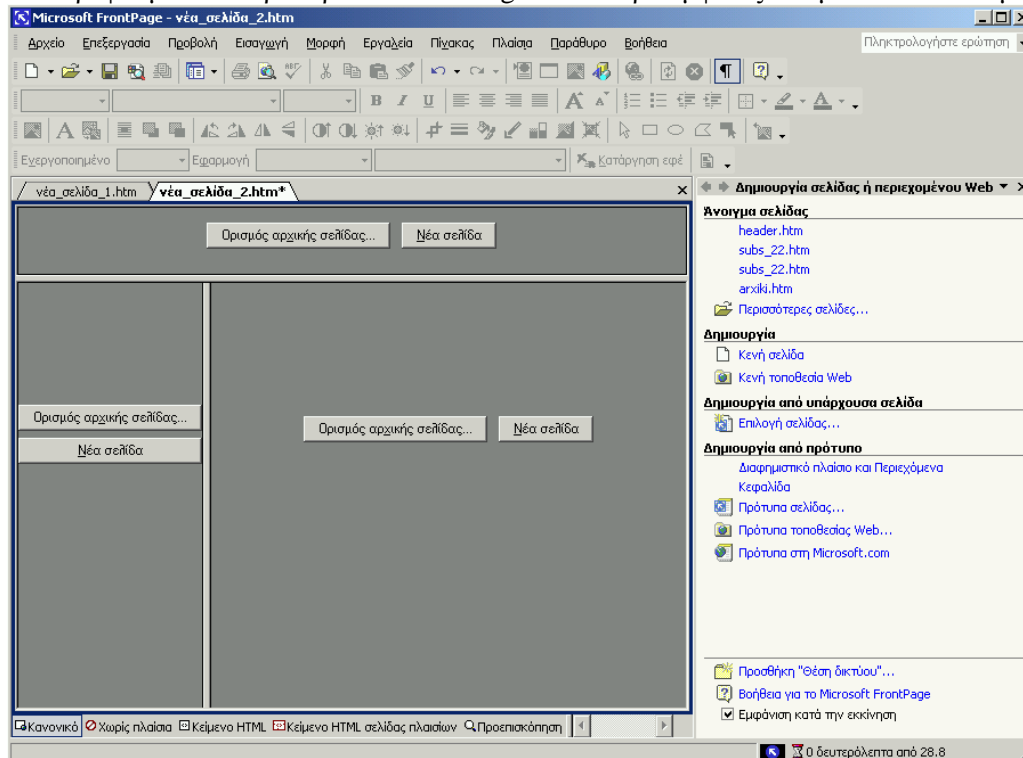 Microsoft FrontPage - νέα_σελίδα_2.htm
Αρχείο Επεξεργασία Προβολή Εισαγωγή Μορφή Εργαλεία Πίνακας Πλαίσια Παράθυρο Βοήθεια Πληκτρολογήστε ερώτηση
Ενεργοποιημένο Εφαρμογή Κατάργηση εφέ
νέα_σελίδα_1.htm νέα_σελίδα_2.htm*
Ορισμός αρχικής σελίδας... Νέα σελίδα
Ορισμός αρχικής σελίδας...
Νέα σελίδα
Ορισμός αρχικής σελίδας... Νέα σελίδα
Δημιουργία σελίδας ή περιεχομένου Web
Άνοιγμα σελίδας
header.htm
subs_22.htm
subs_22.htm
arxiki.htm
Περισσότερες σελίδες...
Δημιουργία
Κενή σελίδα
Κενή τοποθεσία Web
Δημιουργία από υπάρχουσα σελίδα
Επιλογή σελίδας...
Δημιουργία από πρότυπο
Διαφημιστικό πλαίσιο και Περιεχόμενα
Κεφαλίδα
Πρότυπα σελίδας...
Πρότυπα τοποθεσίας Web...
Πρότυπα στη Microsoft.com
Προσθήκη "Θέση δικτύου"...
Βοήθεια για το Microsoft FrontPage
Εμφάνιση κατά την εκκίνηση
Κανονικό Χωρίς πλαίσια Κείμενο HTML Κείμενο HTML σελίδας πλαισίων Προεπισκόπηση
0 δευτερόλεπτα από 28.8